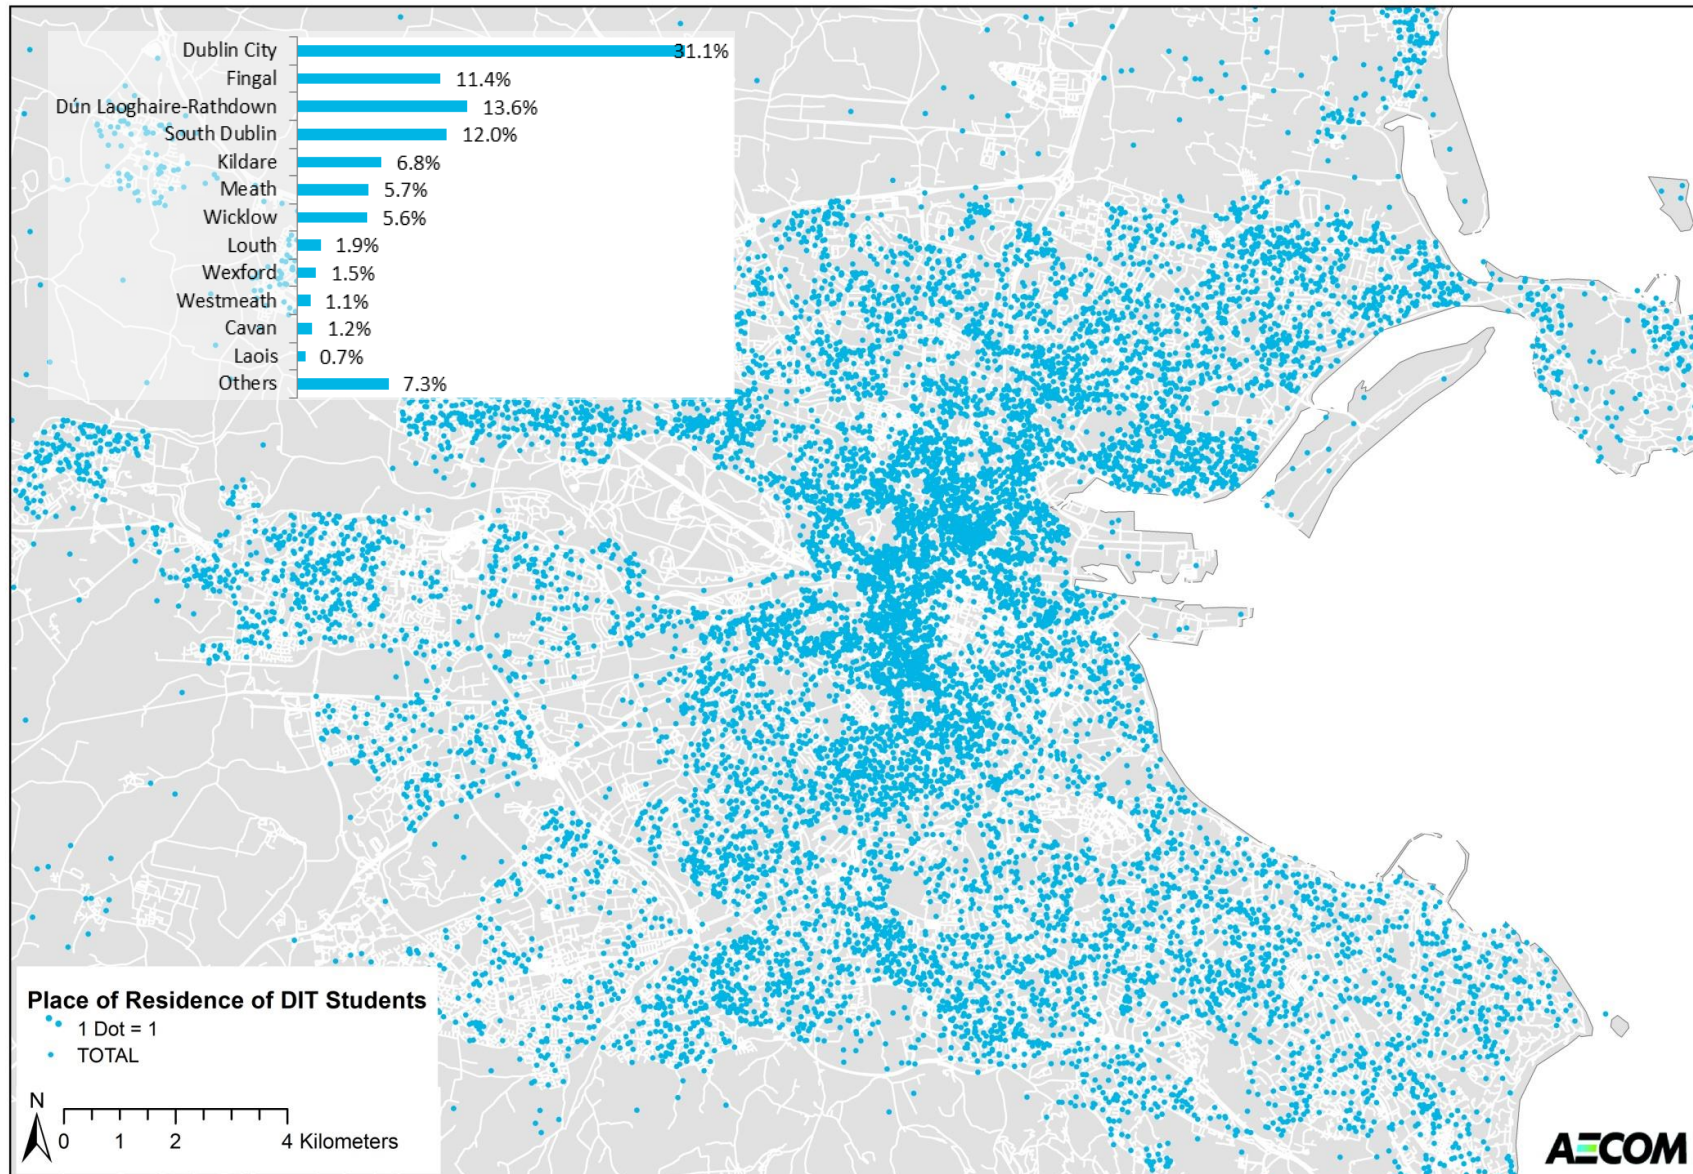 Dublin City 31.1%
Fingal 11.4%
Dún Laoghaire-Rathdown 13.6%
South Dublin 12.0%
Kildare 6.8%
Meath 5.7%
Wicklow 5.6%
Louth 1.9%
Wexford 1.5%
Westmeath 1.1%
Cavan 1.2%
Laois 0.7%
Others 7.3%
Place of Residence of DIT Students
1 Dot = 1
TOTAL
N
0 1 2 4 Kilometers
AECOM